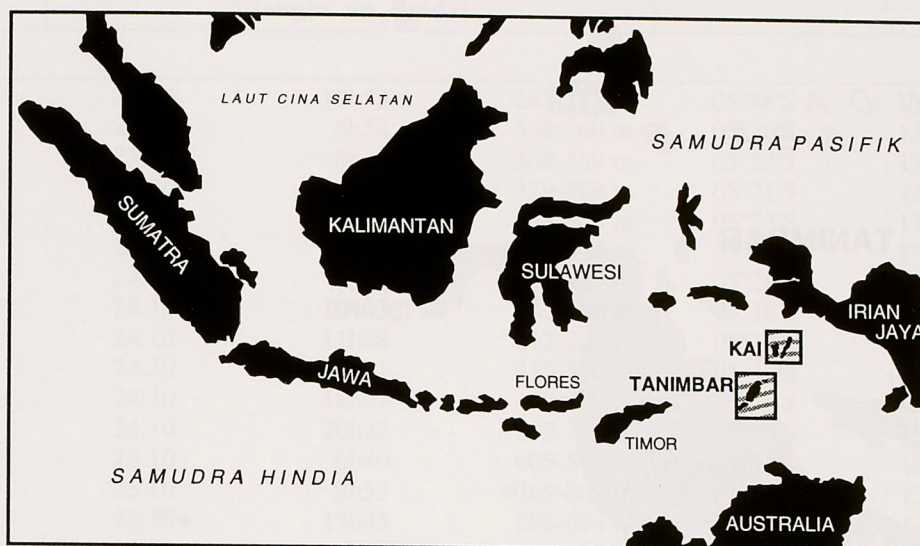 LAUT CINA SELATAN
SAMUDRA PASIFIK
SUMATRA
KALIMANTAN
SULAWESI
IRIAN
JAYA
KAI
JAWA
FLORES
TANIMBAR
TIMOR
SAMUDRA HINDIA
AUSTRALIA